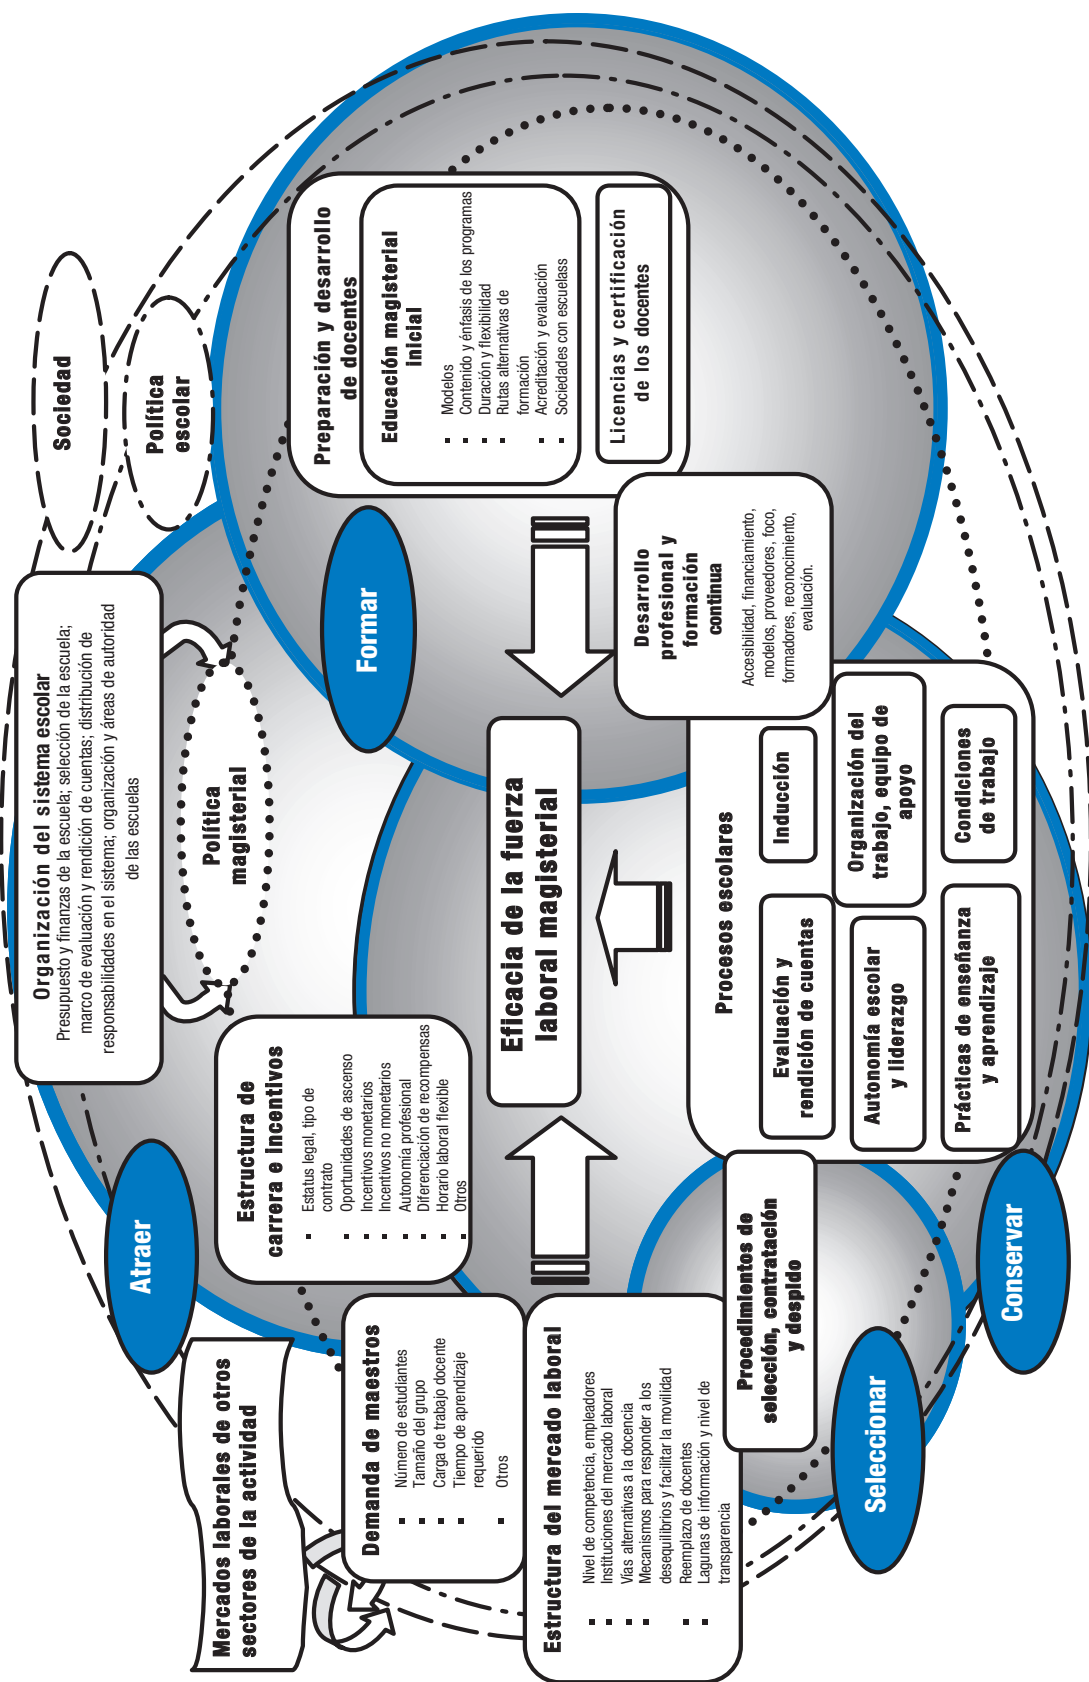 Sociedad
Política
escolar
Organización del sistema escolar
Presupuesto y finanzas de la escuela; selección de la escuela;
marco de evaluación y rendición de cuentas; distribución de
responsabilidades en el sistema; organización y áreas de autoridad
de las escuelas
Política
magisterial
Atraer
Mercados laborales de otros
sectores de la actividad
Estructura de
carrera e incentivos
▪ Estatus legal, tipo de
contrato
▪ Oportunidades de ascenso
▪ Incentivos monetarios
▪ Incentivos no monetarios
▪ Autonomía profesional
▪ Diferenciación de recompensas
▪ Horario laboral flexible
▪ Otros
Demanda de maestros
▪ Número de estudiantes
▪ Tamaño del grupo
▪ Carga de trabajo docente
▪ Tiempo de aprendizaje
requerido
▪ Otros
Estructura del mercado laboral
▪ Nivel de competencia, empleadores
▪ Instituciones del mercado laboral
▪ Vías alternativas a la docencia
▪ Mecanismos para responder a los
desequilibrios y facilitar la movilidad
▪ Remplazo de docentes
▪ Lagunas de información y nivel de
transparencia
Formar
Preparación y desarrollo
de docentes
Educación magisterial
inicial
▪ Modelos
▪ Contenido y énfasis de los programas
▪ Duración y flexibilidad
▪ Rutas alternativas de
formación
▪ Acreditación y evaluación
▪ Sociedades con escuelass
Licencias y certificación
de los docentes
Desarrollo
profesional y
formación
continua
Accesibilidad, financiamiento,
modelos, proveedores, foco,
formadores, reconocimiento,
evaluación.
Eficacia de la fuerza
laboral magisterial
Procesos escolares
Evaluación y
rendición de cuentas
Inducción
Autonomía escolar
y liderazgo
Organización del
trabajo, equipo de
apoyo
Prácticas de enseñanza
y aprendizaje
Condiciones
de trabajo
Procedimientos de
selección, contratación
y despido
Seleccionar
Conservar